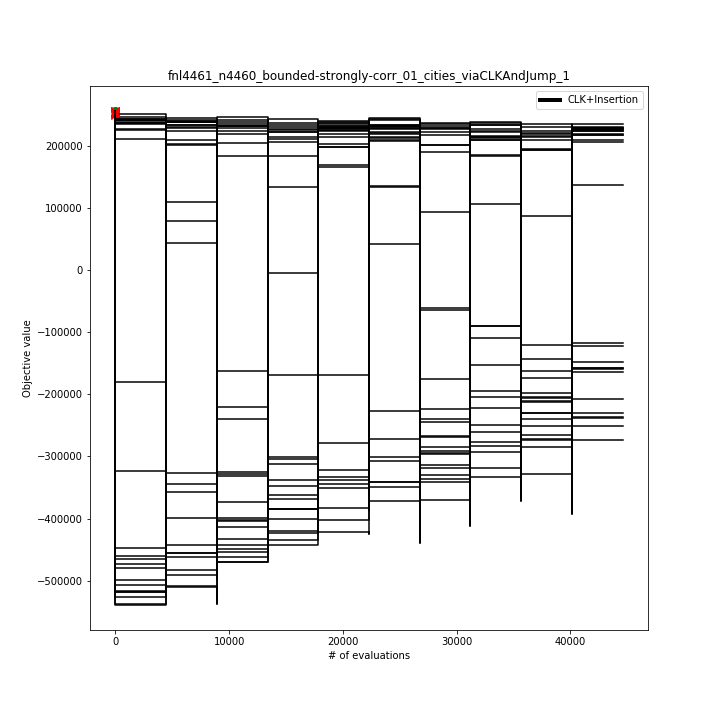 fnl4461_n4460_bounded-strongly-corr_01_cities_viaCLKAndJump_1
CLK+Insertion
Objective value
200000
100000
0
−100000
−200000
−300000
−400000
−500000
0 10000 20000 30000 40000
# of evaluations